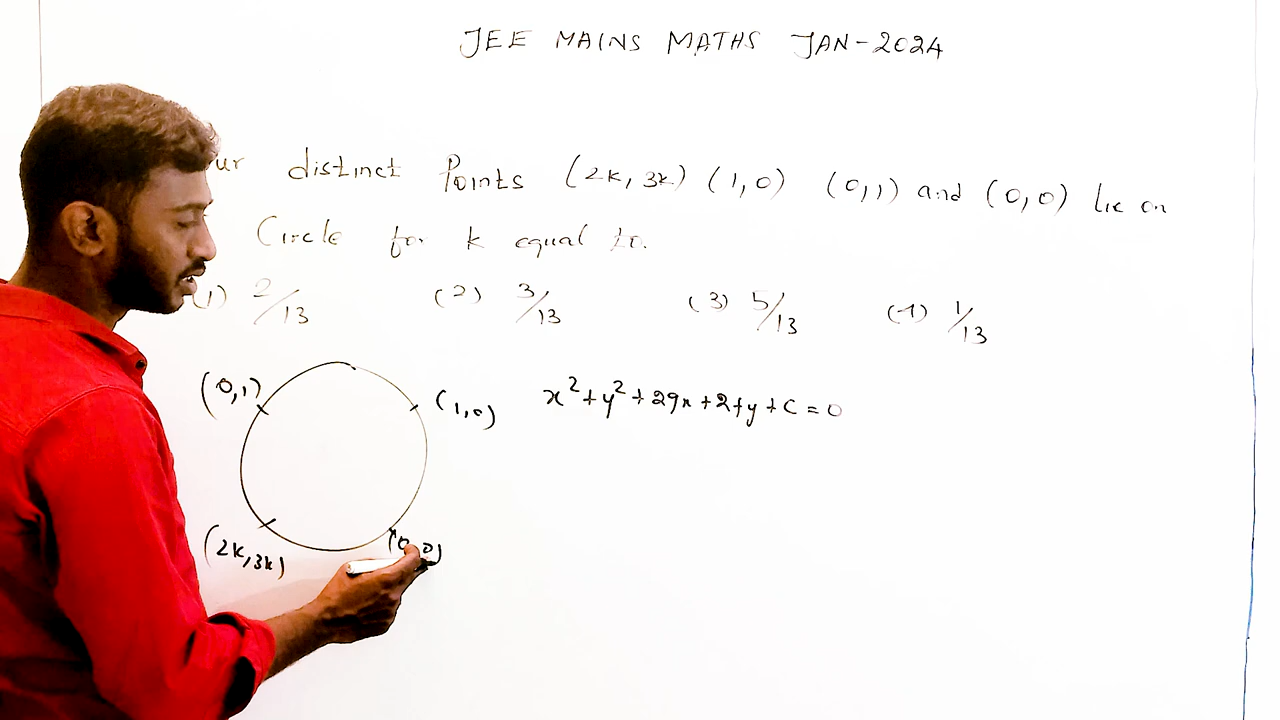 JEE MAINS MATHS JAN-2024
ur distinct Points (2k, 3k) (1, 0) (0, 1) and (0, 0) lie on
Circle for k equal to.
(1) 2/13 (2) 3/13 (3) 5/13 (4) 1/13
(0,1) (1,0) x²+y²+2gx+2fy+c=0
(2k,3k) (0,0)